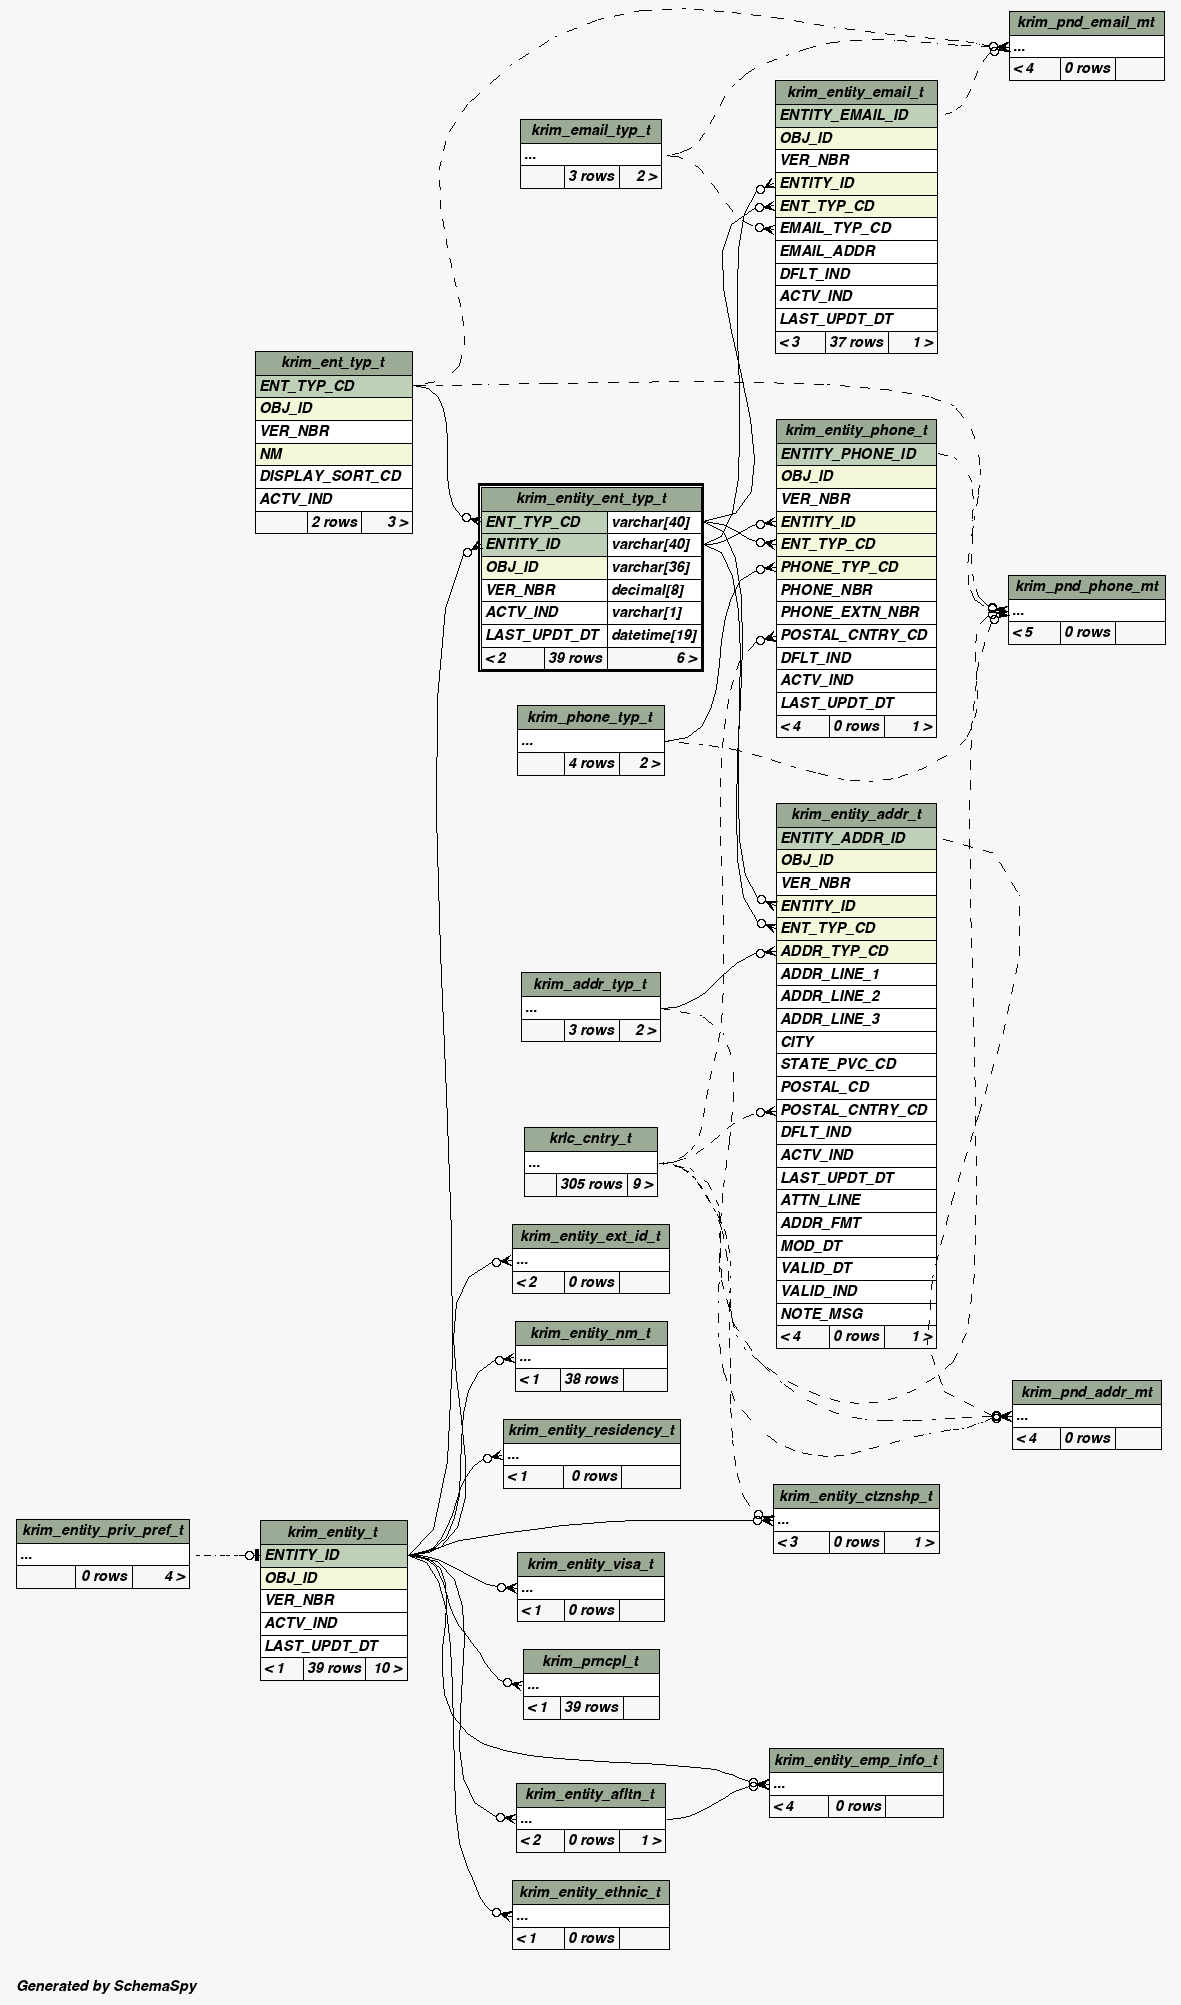 krim_pnd_email_mt
...
< 4 0 rows
krim_entity_email_t
ENTITY_EMAIL_ID
OBJ_ID
VER_NBR
ENTITY_ID
ENT_TYP_CD
EMAIL_TYP_CD
EMAIL_ADDR
DFLT_IND
ACTV_IND
LAST_UPDT_DT
< 3 37 rows 1 >
krim_email_typ_t
...
3 rows 2 >
krim_ent_typ_t
ENT_TYP_CD
OBJ_ID
VER_NBR
NM
DISPLAY_SORT_CD
ACTV_IND
2 rows 3 >
krim_entity_phone_t
ENTITY_PHONE_ID
OBJ_ID
VER_NBR
ENTITY_ID
ENT_TYP_CD
PHONE_TYP_CD
PHONE_NBR
PHONE_EXTN_NBR
POSTAL_CNTRY_CD
DFLT_IND
ACTV_IND
LAST_UPDT_DT
< 4 0 rows 1 >
krim_entity_ent_typ_t
ENT_TYP_CD varchar[40]
ENTITY_ID varchar[40]
OBJ_ID varchar[36]
VER_NBR decimal[8]
ACTV_IND varchar[1]
LAST_UPDT_DT datetime[19]
< 2 39 rows 6 >
krim_pnd_phone_mt
...
< 5 0 rows
krim_phone_typ_t
...
4 rows 2 >
krim_entity_addr_t
ENTITY_ADDR_ID
OBJ_ID
VER_NBR
ENTITY_ID
ENT_TYP_CD
ADDR_TYP_CD
ADDR_LINE_1
ADDR_LINE_2
ADDR_LINE_3
CITY
STATE_PVC_CD
POSTAL_CD
POSTAL_CNTRY_CD
DFLT_IND
ACTV_IND
LAST_UPDT_DT
ATTN_LINE
ADDR_FMT
MOD_DT
VALID_DT
VALID_IND
NOTE_MSG
< 4 0 rows 1 >
krim_addr_typ_t
...
3 rows 2 >
krlc_cntry_t
...
305 rows 9 >
krim_entity_ext_id_t
...
< 2 0 rows
krim_entity_nm_t
...
< 1 38 rows
krim_pnd_addr_mt
...
< 4 0 rows
krim_entity_residency_t
...
< 1 0 rows
krim_entity_ctznshp_t
...
< 3 0 rows 1 >
krim_entity_priv_pref_t
...
0 rows 4 >
krim_entity_t
ENTITY_ID
OBJ_ID
VER_NBR
ACTV_IND
LAST_UPDT_DT
< 1 39 rows 10 >
krim_entity_visa_t
...
< 1 0 rows
krim_prncpl_t
...
< 1 39 rows
krim_entity_emp_info_t
...
< 4 0 rows
krim_entity_afltn_t
...
< 2 0 rows 1 >
krim_entity_ethnic_t
...
< 1 0 rows
Generated by SchemaSpy